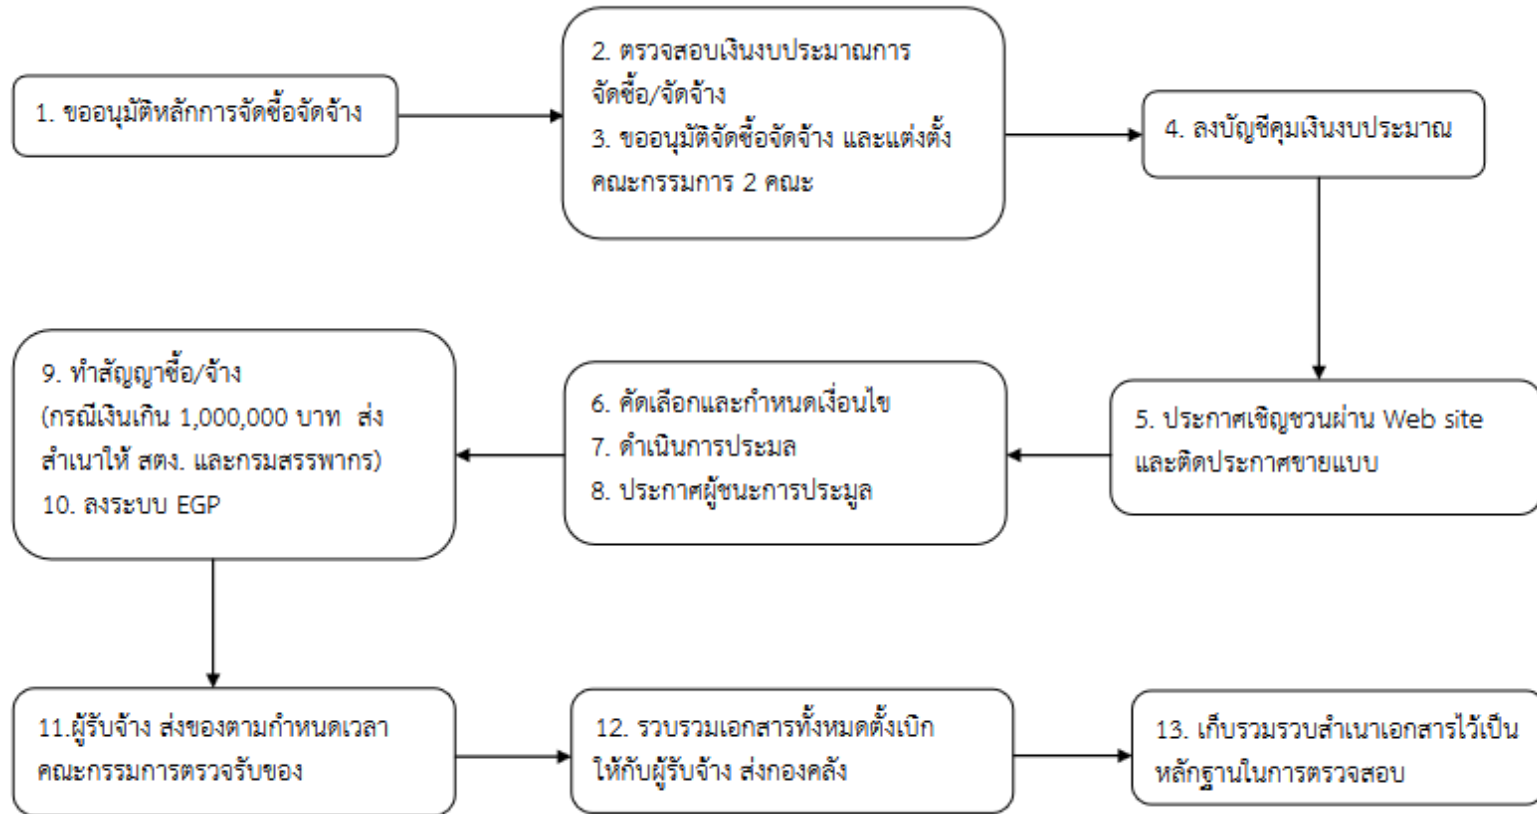 1. ขออนุมัติหลักการจัดซื้อจัดจ้าง
2. ตรวจสอบเงินงบประมาณการ
จัดซื้อ/จัดจ้าง
3. ขออนุมัติจัดซื้อจัดจ้าง และแต่งตั้ง
คณะกรรมการ 2 คณะ
4. ลงบัญชีคุมเงินงบประมาณ
5. ประกาศเชิญชวนผ่าน Web site
และติดประกาศขายแบบ
6. คัดเลือกและกำหนดเงื่อนไข
7. ดำเนินการประมล
8. ประกาศผู้ชนะการประมูล
9. ทำสัญญาซื้อ/จ้าง
(กรณีเงินเกิน 1,000,000 บาท ส่ง
สำเนาให้ สตง. และกรมสรรพากร)
10. ลงระบบ EGP
11.ผู้รับจ้าง ส่งของตามกำหนดเวลา
คณะกรรมการตรวจรับของ
12. รวบรวมเอกสารทั้งหมดตั้งเบิก
ให้กับผู้รับจ้าง ส่งกองคลัง
13. เก็บรวมรวบสำเนาเอกสารไว้เป็น
หลักฐานในการตรวจสอบ